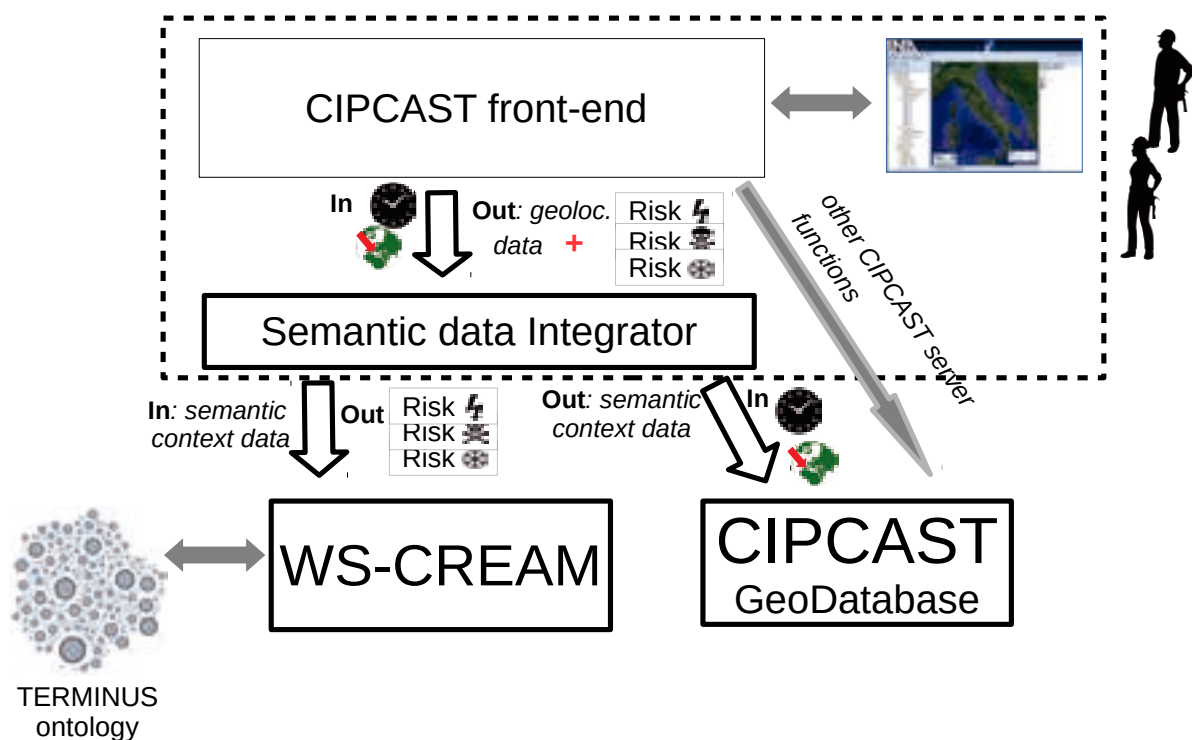 CIPCAST front-end
In
Out: geoloc.
data +
Risk
Risk
Risk
other CIPCAST server
functions
Semantic data Integrator
In: semantic
context data
Out
Risk
Risk
Risk
Out: semantic
context data
In
WS-CREAM
CIPCAST
GeoDatabase
TERMINUS
ontology